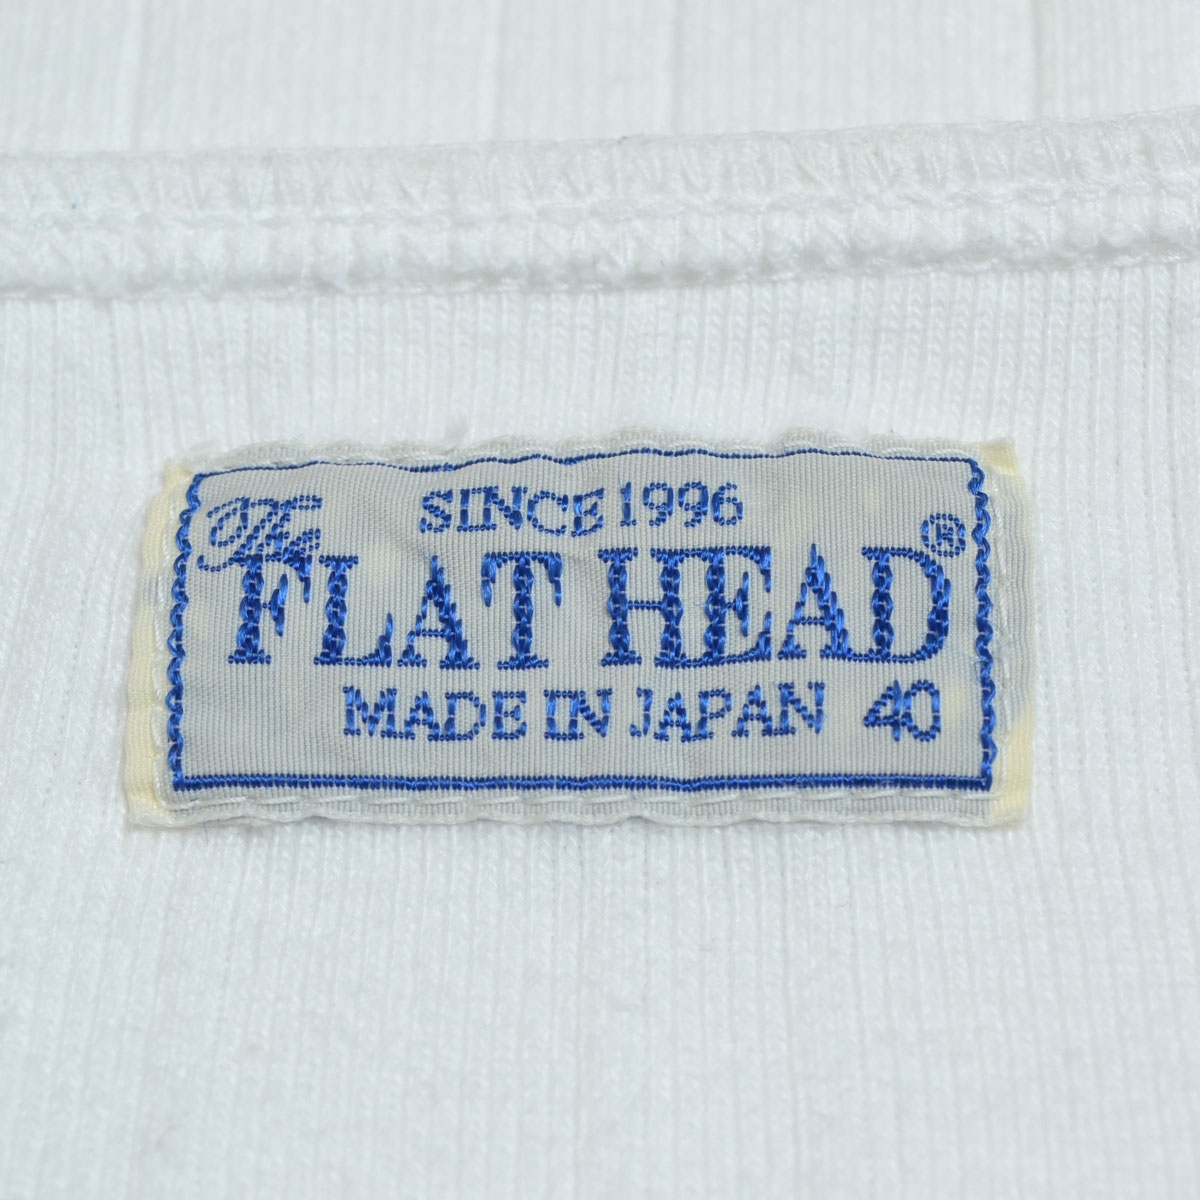 SINCE 1996
The
FLAT HEAD®
MADE IN JAPAN 40